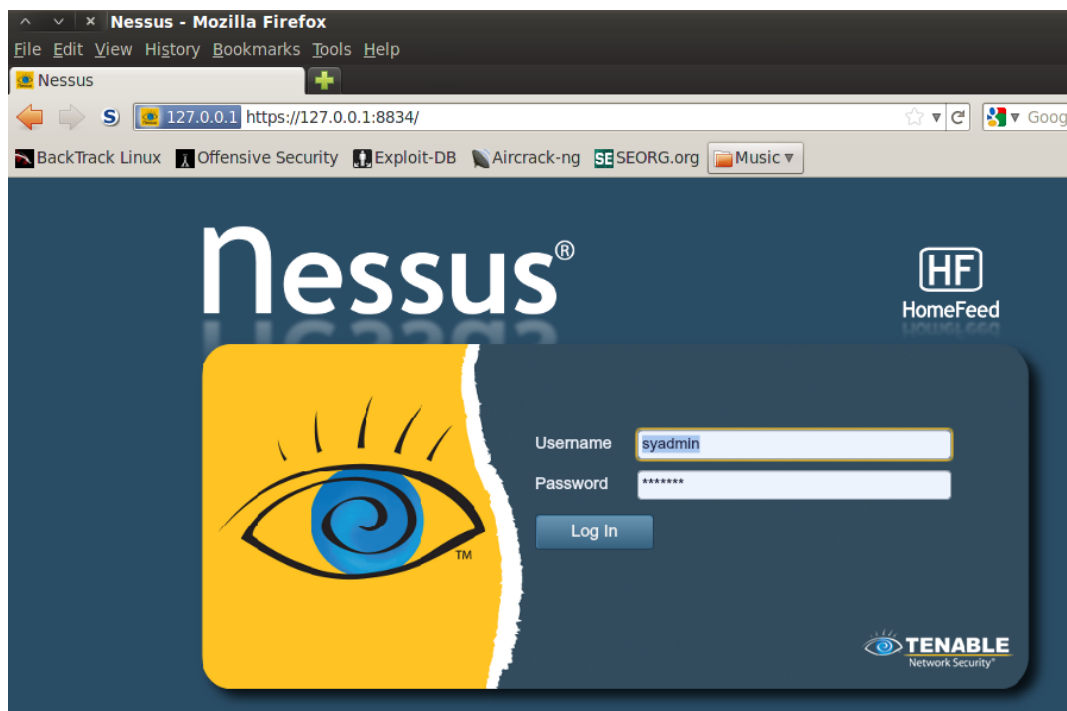 Nessus - Mozilla Firefox
File Edit View History Bookmarks Tools Help
Nessus
127.0.0.1 https://127.0.0.1:8834/
Goog
BackTrack Linux Offensive Security Exploit-DB Aircrack-ng SE SEORG.org Music
nessus®
HF
HomeFeed
Username syadmin
Password *******
Log In
TM
TENABLE
Network Security®